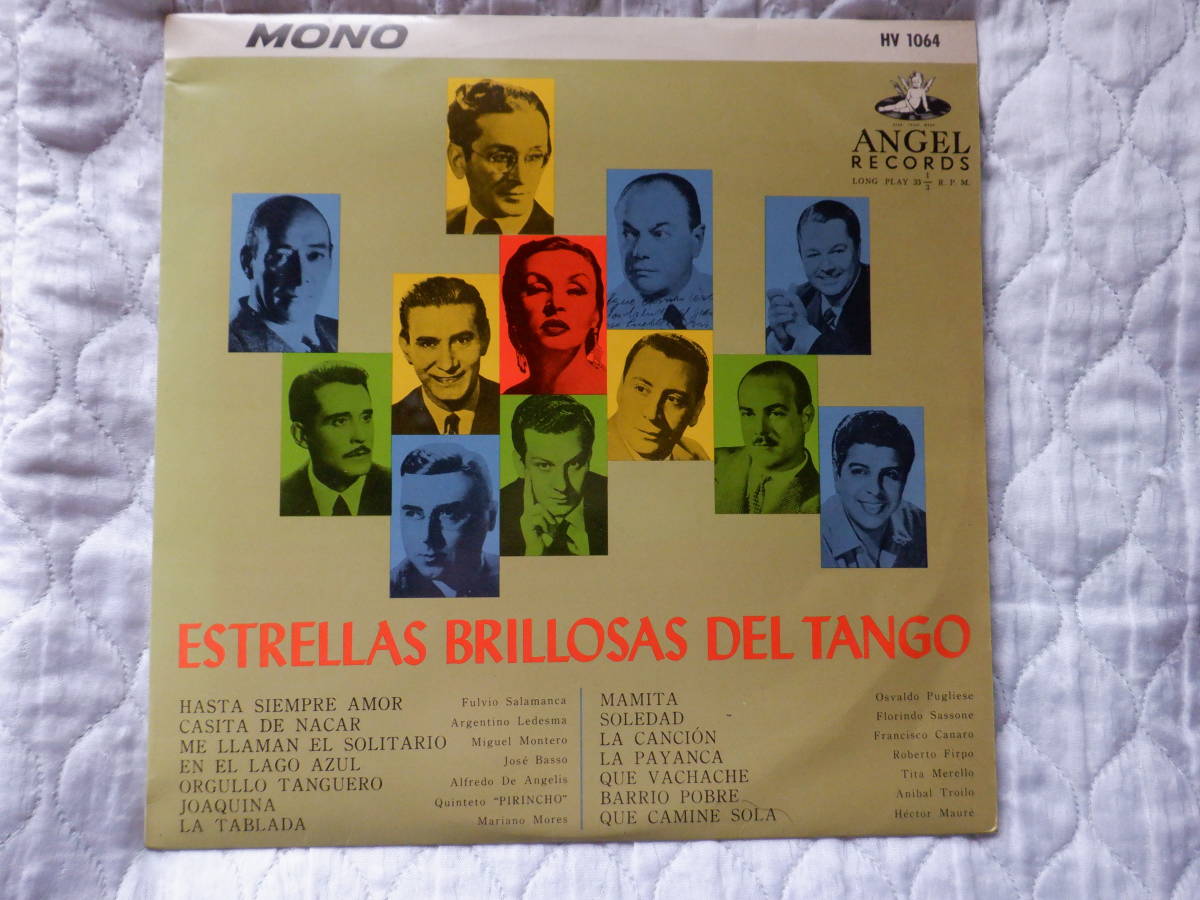 MONO
HV 1064
ANGEL
RECORDS
LONG PLAY 33 1/3 R.P.M.
ESTRELLAS BRILLOSAS DEL TANGO
HASTA SIEMPRE AMOR Fulvio Salamanca
CASITA DE NACAR Argentino Ledesma
ME LLAMAN EL SOLITARIO Miguel Montero
EN EL LAGO AZUL José Basso
ORGULLO TANGUERO Alfredo De Angelis
JOAQUINA Quinteto "PIRINCHO"
LA TABLADA Mariano Mores
MAMITA Osvaldo Pugliese
SOLEDAD Florindo Sassone
LA CANCIÓN Francisco Canaro
LA PAYANCA Roberto Firpo
QUE VACHACHE Tita Merello
BARRIO POBRE Anibal Troilo
QUE CAMINE SOLA Héctor Mauré